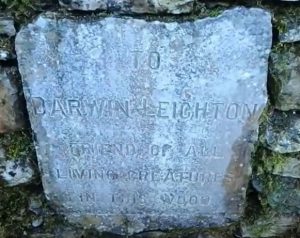 TO
DARWIN LEIGHTON
FRIEND OF ALL
LIVING CREATURES
IN THIS WOOD